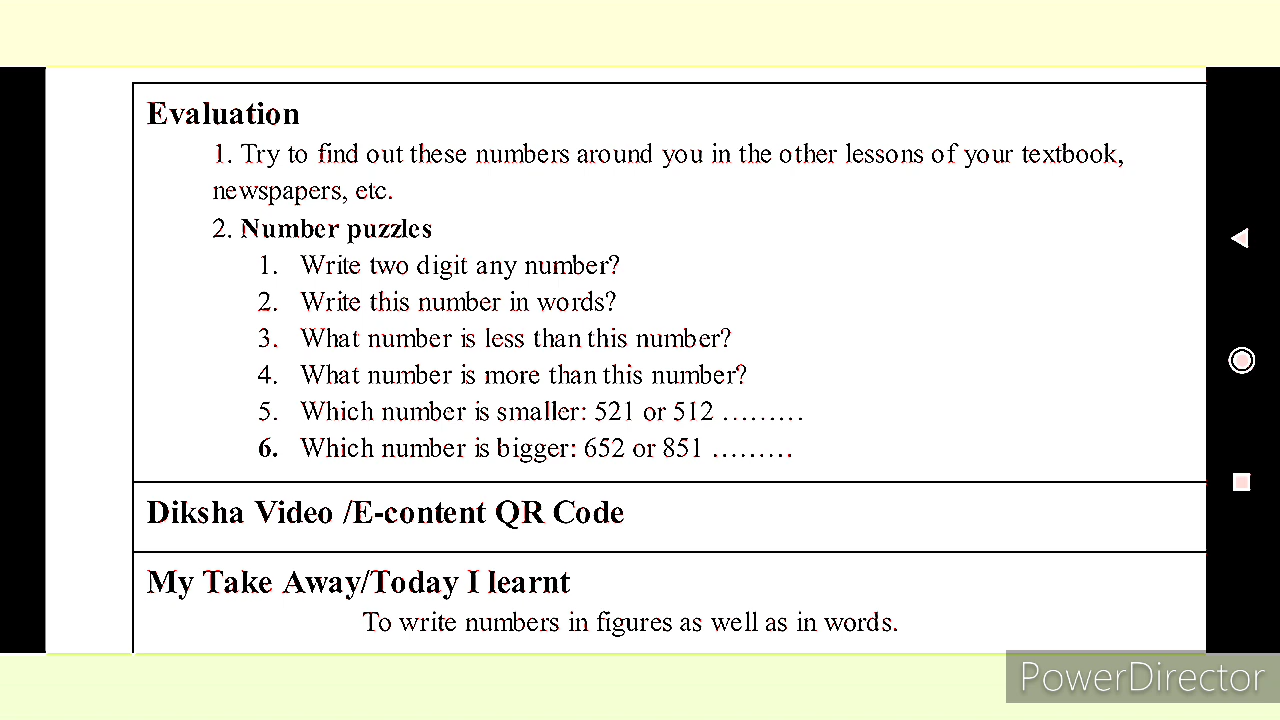 Evaluation
1. Try to find out these numbers around you in the other lessons of your textbook,
newspapers, etc.
2. Number puzzles
1. Write two digit any number?
2. Write this number in words?
3. What number is less than this number?
4. What number is more than this number?
5. Which number is smaller: 521 or 512 .........
6. Which number is bigger: 652 or 851 .........
Diksha Video /E-content QR Code
My Take Away/Today I learnt
To write numbers in figures as well as in words.
PowerDirector